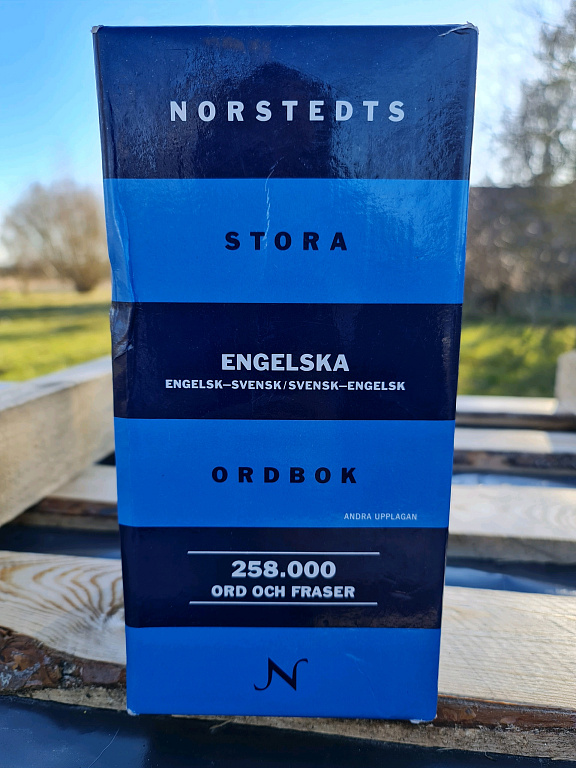 NORSTEDTS
STORA
ENGELSKA
ENGELSK–SVENSK/SVENSK–ENGELSK
ORDBOK
ANDRA UPPLAGAN
258.000
ORD OCH FRASER
N